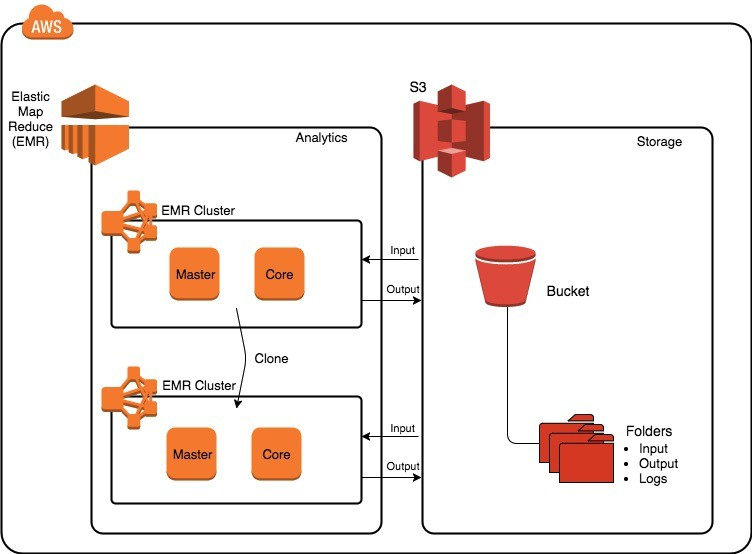 AWS
Elastic
Map
Reduce
(EMR)
Analytics
S3
Storage
EMR Cluster
Master
Core
Input
Output
Bucket
Clone
EMR Cluster
Master
Core
Input
Output
Folders
• Input
• Output
• Logs